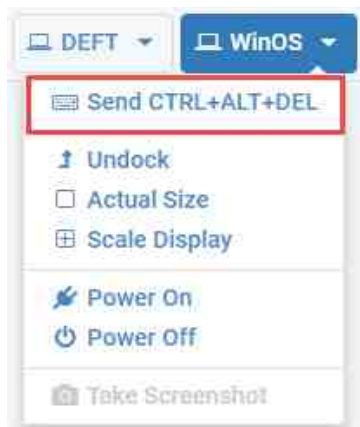 DEFT WinOS
Send CTRL+ALT+DEL
Undock
Actual Size
Scale Display
Power On
Power Off
Take Screenshot